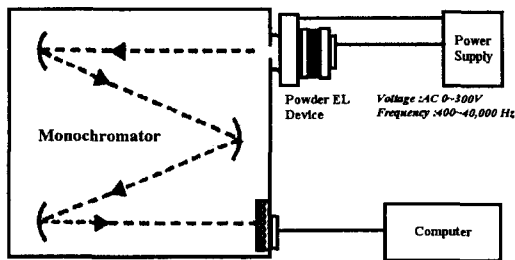 Power
Supply
Powder EL
Device
Voltage :AC 0~300V
Frequency :400~40,000 Hz
Monochromator
Computer